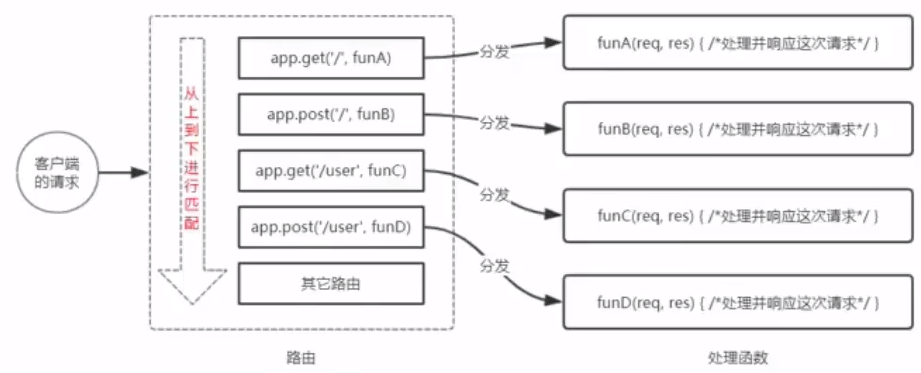 客户端
的请求
从上到下进行匹配
app.get('/', funA)
app.post('/', funB)
app.get('/user', funC)
app.post('/user', funD)
其它路由
路由
分发
分发
分发
分发
funA(req, res) { /*处理并响应这次请求*/ }
funB(req, res) { /*处理并响应这次请求*/ }
funC(req, res) { /*处理并响应这次请求*/ }
funD(req, res) { /*处理并响应这次请求*/ }
处理函数